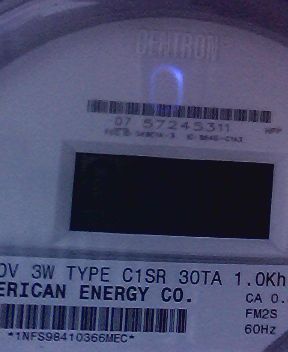 CENTRON
07 57245311
0V 3W TYPE C1SR 30TA 1.0Kh
ERICAN ENERGY CO.
CA 0.
FM2S
60Hz
*1NFS98410366MEC*